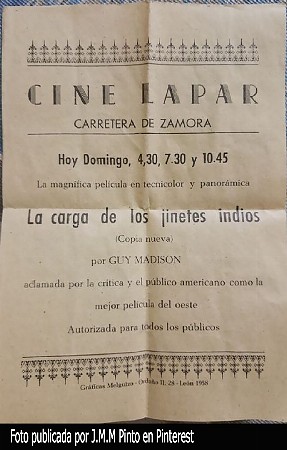 CINE LAPAR
CARRETERA DE ZAMORA
Hoy Domingo, 4,30, 7.30 y 10.45
La magnífica película en tecnicolor y panorámica
La carga de los jinetes indios
(Copia nueva)
por GUY MADISON
aclamada por la crítica y el público americano como la
mejor película del oeste
Autorizada para todos los públicos
Gráficas Melguizo - Ordoño II, 28 - León 1958
Foto publicada por J.M.M Pinto en Pinterest